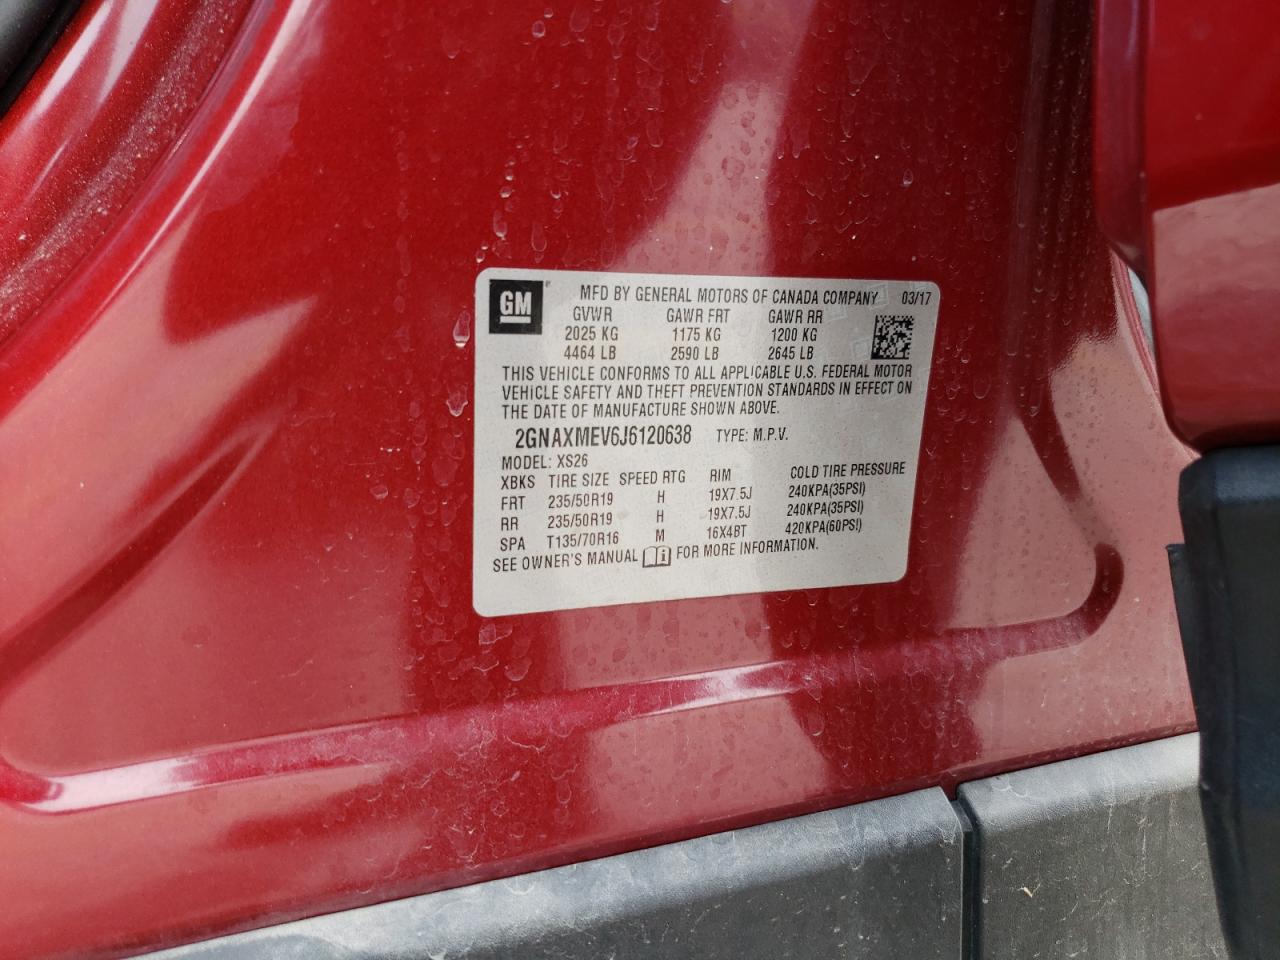 GM MFD BY GENERAL MOTORS OF CANADA COMPANY 03/17
GVWR GAWR FRT GAWR RR
2025 KG 1175 KG 1200 KG
4464 LB 2590 LB 2645 LB
THIS VEHICLE CONFORMS TO ALL APPLICABLE U.S. FEDERAL MOTOR
VEHICLE SAFETY AND THEFT PREVENTION STANDARDS IN EFFECT ON
THE DATE OF MANUFACTURE SHOWN ABOVE.
2GNAXMEV6J6120638 TYPE: M.P.V.
MODEL: XS26
XBKS TIRE SIZE SPEED RTG RIM COLD TIRE PRESSURE
FRT 235/50R19 H 19X7.5J 240KPA(35PSI)
RR 235/50R19 H 19X7.5J 240KPA(35PSI)
SPA T135/70R16 M 16X4BT 420KPA(60PSI)
SEE OWNER'S MANUAL FOR MORE INFORMATION.